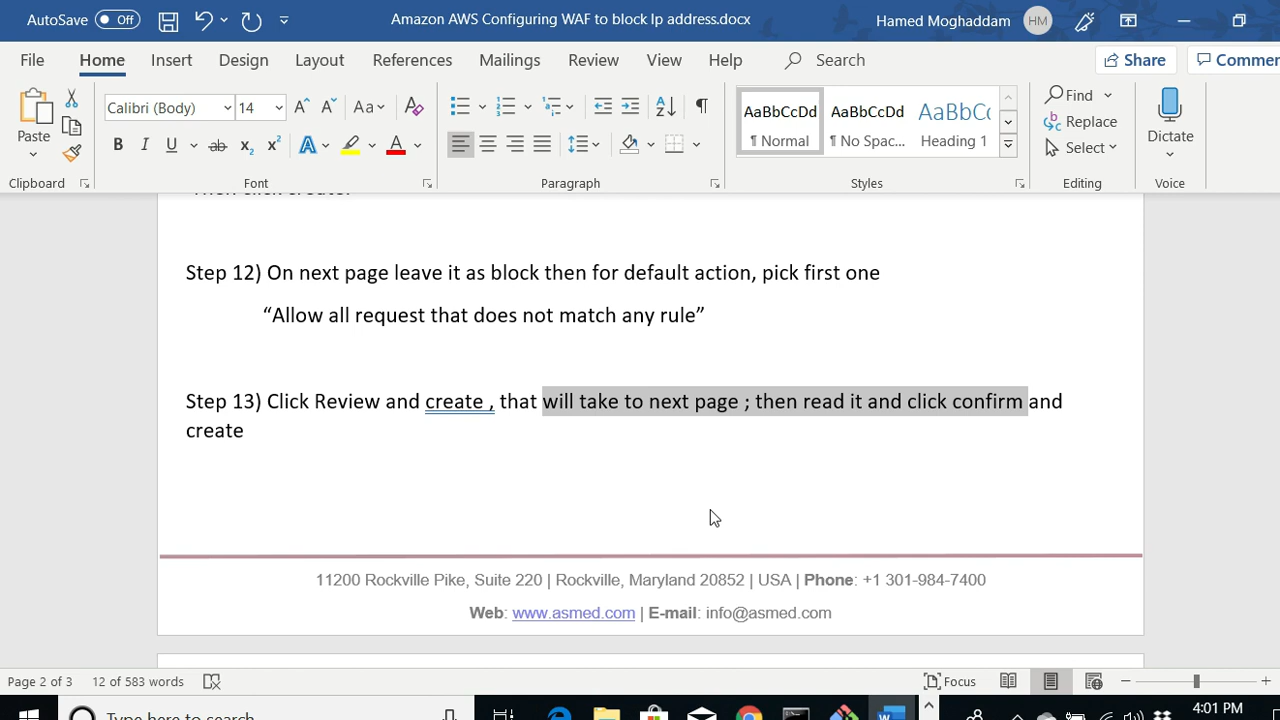 AutoSave Off Amazon AWS Configuring WAF to block Ip address.docx Hamed Moghaddam HM
File Home Insert Design Layout References Mailings Review View Help Search Share
Calibri (Body) 14 Aa AaBbCcDd AaBbCcDd Find
Paste ¶ Normal ¶ No Spac... Heading 1 Replace Dictate
Select
Clipboard Font Paragraph Styles Editing Voice
Step 12) On next page leave it as block then for default action, pick first one
“Allow all request that does not match any rule”
Step 13) Click Review and create , that will take to next page ; then read it and click confirm and
create
11200 Rockville Pike, Suite 220 | Rockville, Maryland 20852 | USA | Phone: +1 301-984-7400
Web: www.asmed.com | E-mail: info@asmed.com
Page 2 of 3 12 of 583 words Focus
Type here to search 4:01 PM